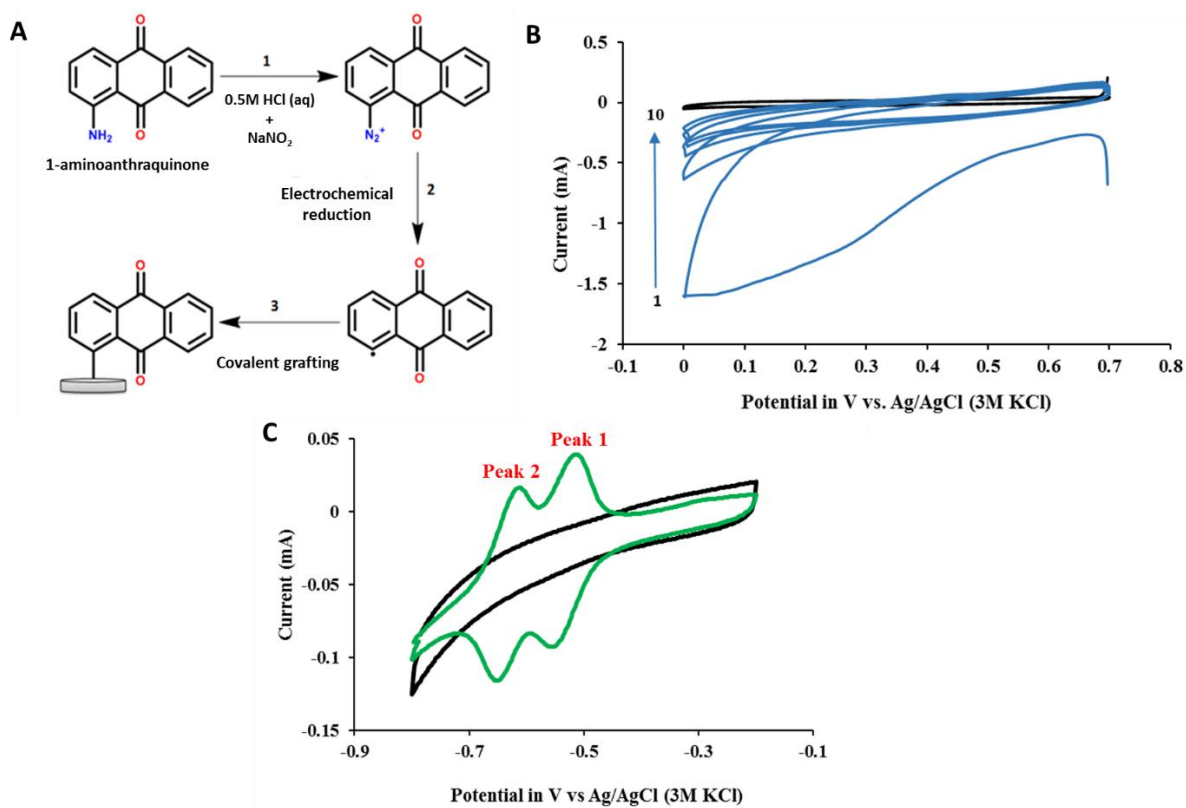 A
O
O
NH₂
O
1-aminoanthraquinone
1
0.5M HCl (aq)
+
NaNO₂
O
N₂⁺
O
Electrochemical
reduction
2
O
O
3
Covalent grafting
O
O
B
Current (mA)
0.5
0
-0.5
-1
-1.5
-2
10
1
-0.1
0
0.1
0.2
0.3
0.4
0.5
0.6
0.7
0.8
Potential in V vs. Ag/AgCl (3M KCl)
C
Peak 1
Peak 2
Current (mA)
0.05
0
-0.05
-0.1
-0.15
-0.9
-0.7
-0.5
-0.3
-0.1
Potential in V vs Ag/AgCl (3M KCl)